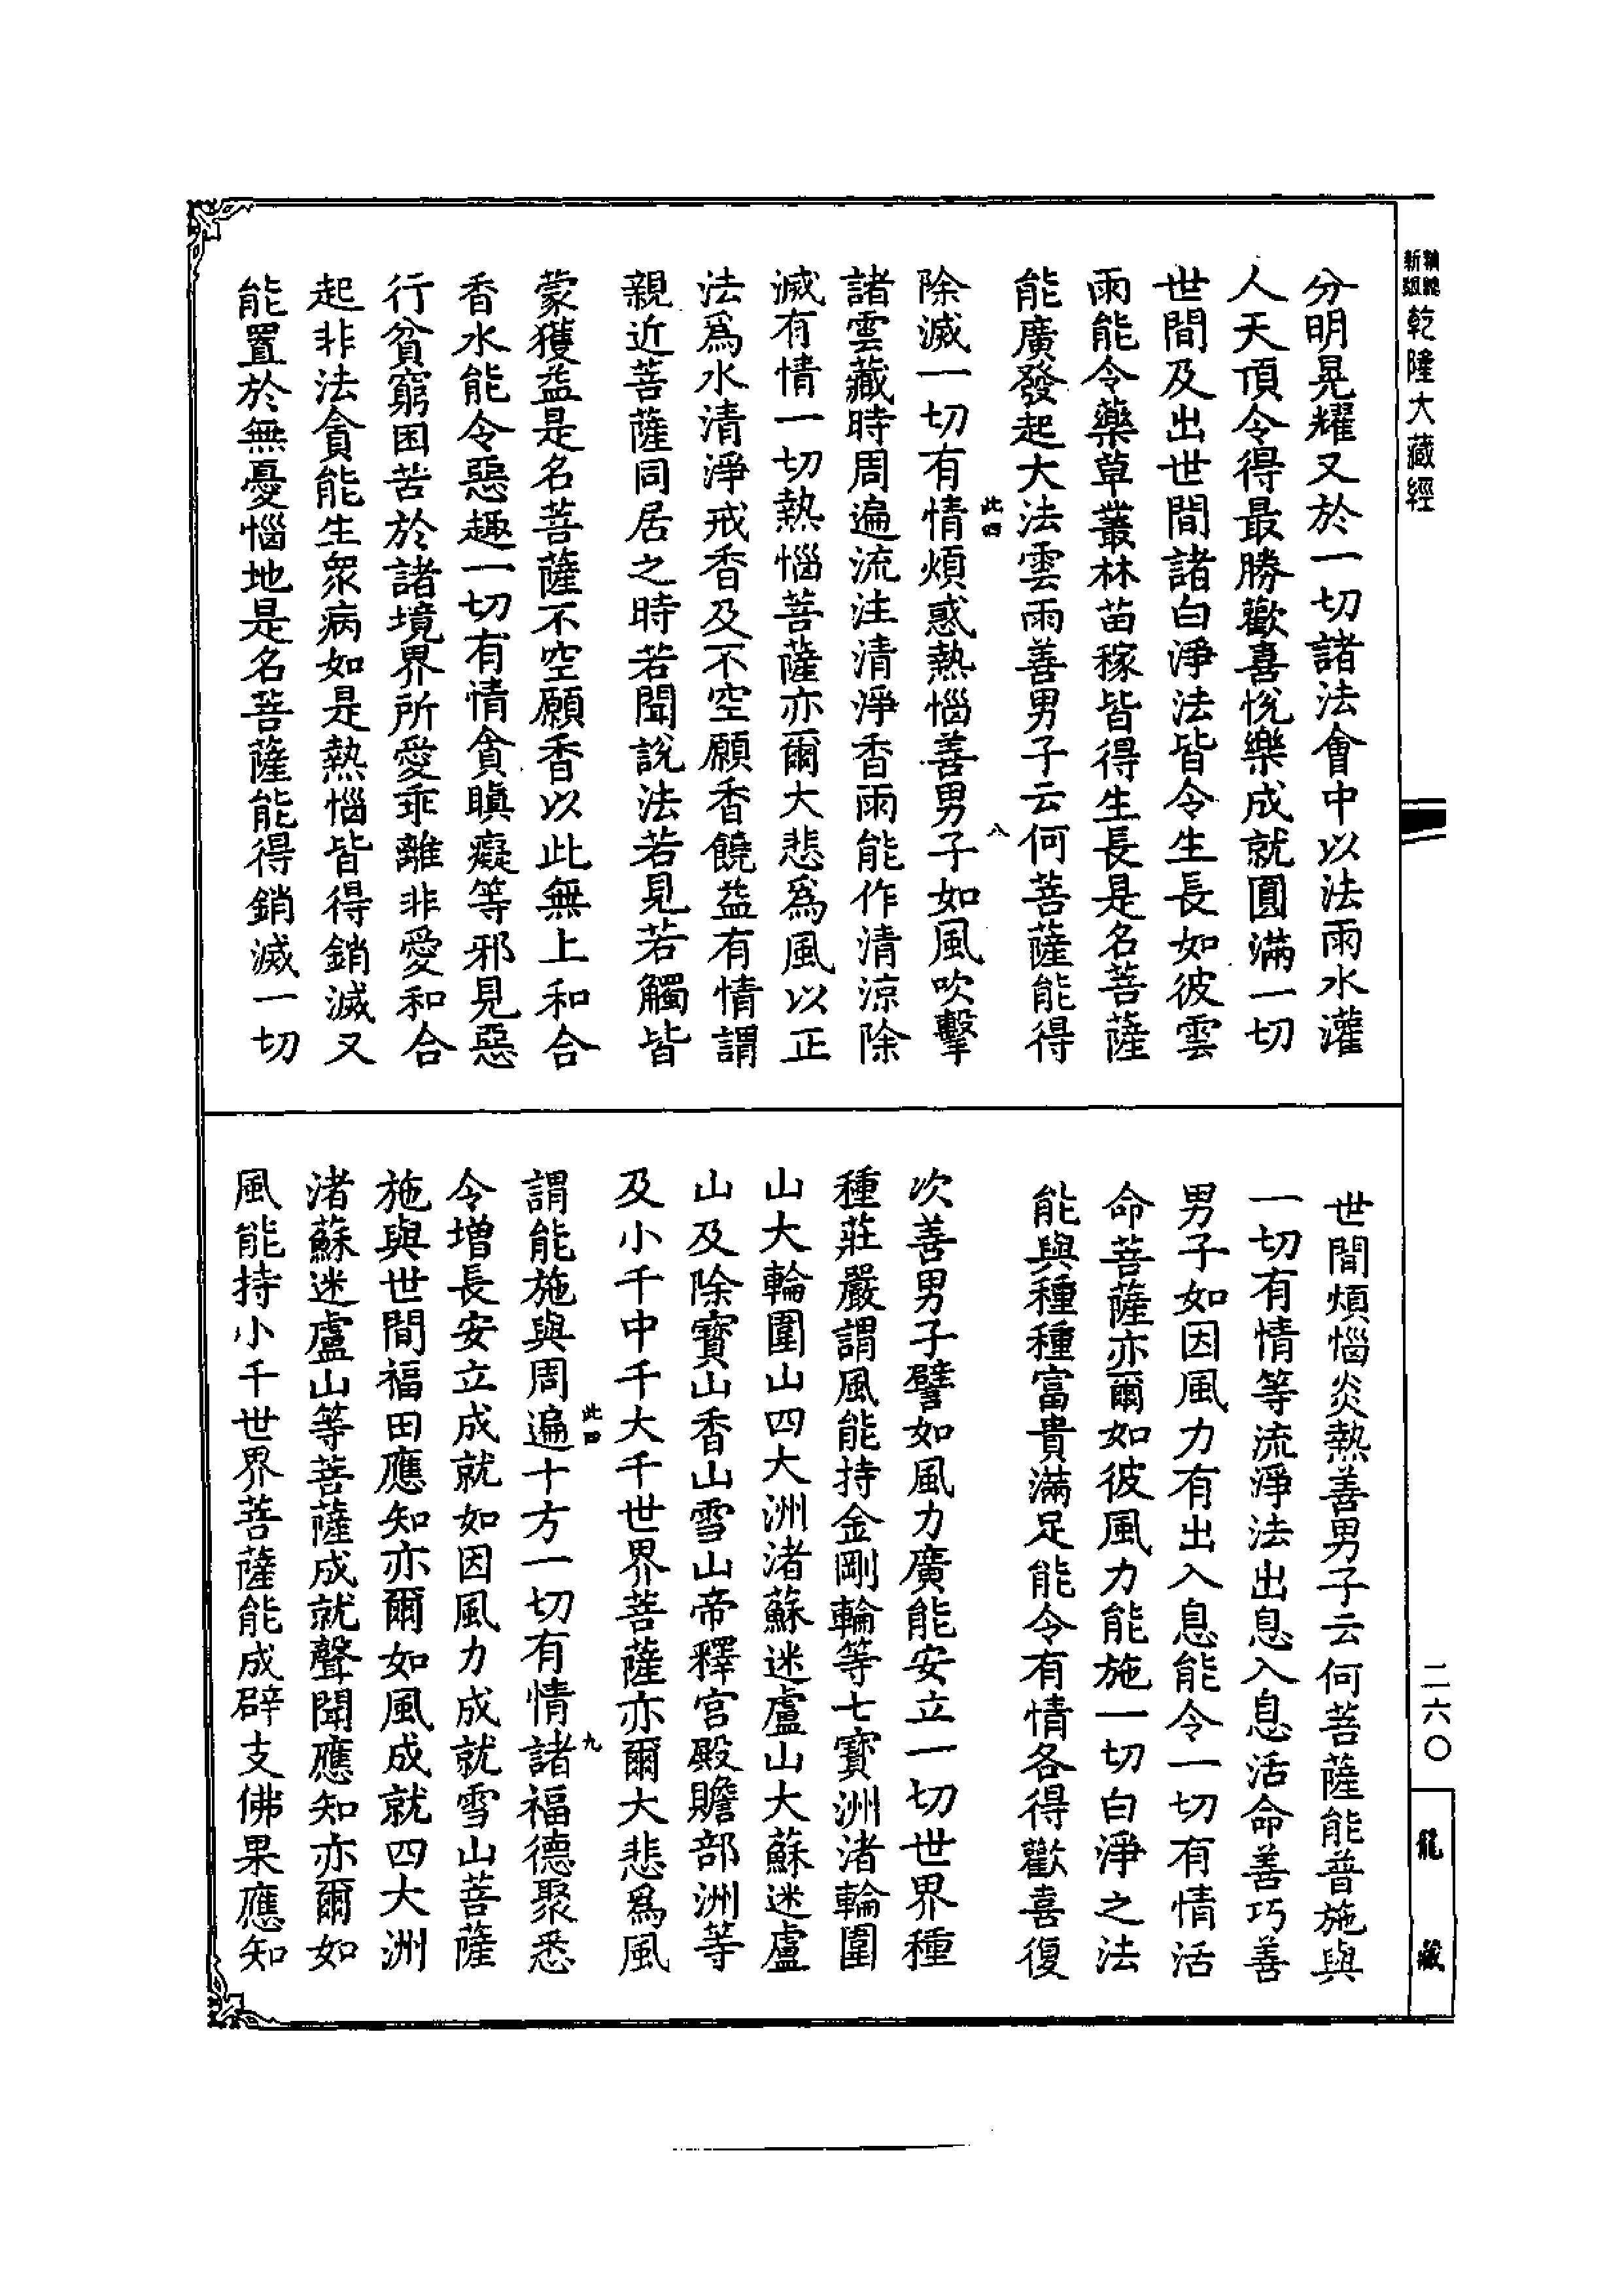 新編縮版 乾隆大藏經
分明晃耀又於一切諸法會中以法雨水灌
人天頂令得最勝歡喜悅樂成就圓滿一切
世間及出世間諸白淨法皆令生長如彼雲
雨能令藥草叢林苗稼皆得生長是名菩薩
能廣發起大法雲雨善男子云何菩薩能得
除滅一切有情煩惑熱惱善男子如風吹擊
此四 八
諸雲藏時周遍流注清淨香雨能作清涼除
滅有情一切熱惱菩薩亦爾大悲為風以正
法為水清淨戒香及不空願香饒益有情謂
親近菩薩同居之時若聞說法若見若觸皆
蒙獲益是名菩薩不空願香以此無上和合
香水能令惡趣一切有情貪瞋癡等邪見惡
行貧窮困苦於諸境界所愛乖離非愛和合
起非法貪能生眾病如是熱惱皆得銷滅又
能置於無憂惱地是名菩薩能得銷滅一切
世間煩惱炎熱善男子云何菩薩能普施與
一切有情等流淨法出息入息活命善巧善
男子如因風力有出入息能令一切有情活
命菩薩亦爾如彼風力能施一切白淨之法
能與種種富貴滿足能令有情各得歡喜復
次善男子譬如風力廣能安立一切世界種
種莊嚴謂風能持金剛輪等七寶洲渚輪圍
山大輪圍山四大洲渚蘇迷盧山大蘇迷盧
山及除寶山香山雪山帝釋宮殿贍部洲等
及小千中千大千世界菩薩亦爾大悲為風
此四 九
謂能施與周遍十方一切有情諸福德聚悉
令增長安立成就如因風力成就雪山菩薩
施與世間福田應知亦爾如風成就四大洲
渚蘇迷盧山等菩薩成就聲聞應知亦爾如
風能持小千世界菩薩能成辟支佛果應知
二六〇
龍藏